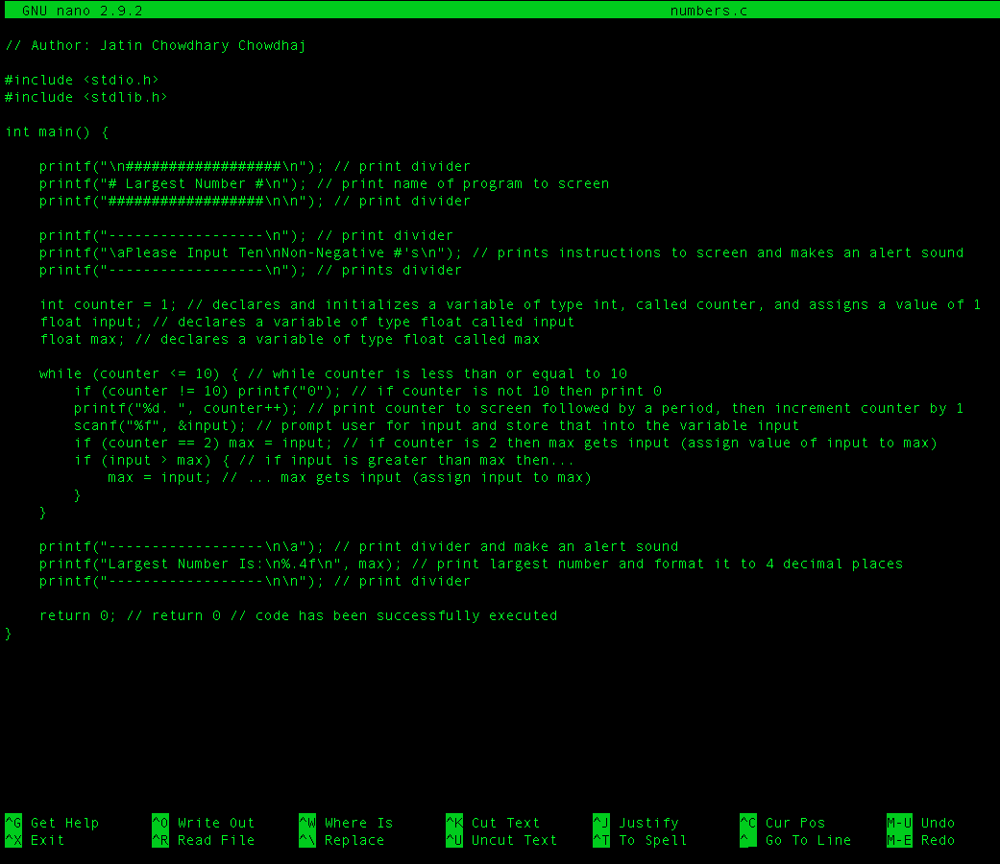 GNU nano 2.9.2 numbers.c
// Author: Jatin Chowdhary Chowdhaj
#include <stdio.h>
#include <stdlib.h>
int main() {
printf("\n##################\n"); // print divider
printf("# Largest Number #\n"); // print name of program to screen
printf("##################\n\n"); // print divider
printf("------------------\n"); // print divider
printf("\aPlease Input Ten\nNon-Negative #'s\n"); // prints instructions to screen and makes an alert sound
printf("------------------\n"); // prints divider
int counter = 1; // declares and initializes a variable of type int, called counter, and assigns a value of 1
float input; // declares a variable of type float called input
float max; // declares a variable of type float called max
while (counter <= 10) { // while counter is less than or equal to 10
if (counter != 10) printf("0"); // if counter is not 10 then print 0
printf("%d. ", counter++); // print counter to screen followed by a period, then increment counter by 1
scanf("%f", &input); // prompt user for input and store that into the variable input
if (counter == 2) max = input; // if counter is 2 then max gets input (assign value of input to max)
if (input > max) { // if input is greater than max then...
max = input; // ... max gets input (assign input to max)
}
}
printf("------------------\n\a"); // print divider and make an alert sound
printf("Largest Number Is:\n%.4f\n", max); // print largest number and format it to 4 decimal places
printf("------------------\n\n"); // print divider
return 0; // return 0 // code has been successfully executed
}
^G Get Help ^O Write Out ^W Where Is ^K Cut Text ^J Justify ^C Cur Pos M-U Undo
^X Exit ^R Read File ^\ Replace ^U Uncut Text ^T To Spell ^_ Go To Line M-E Redo